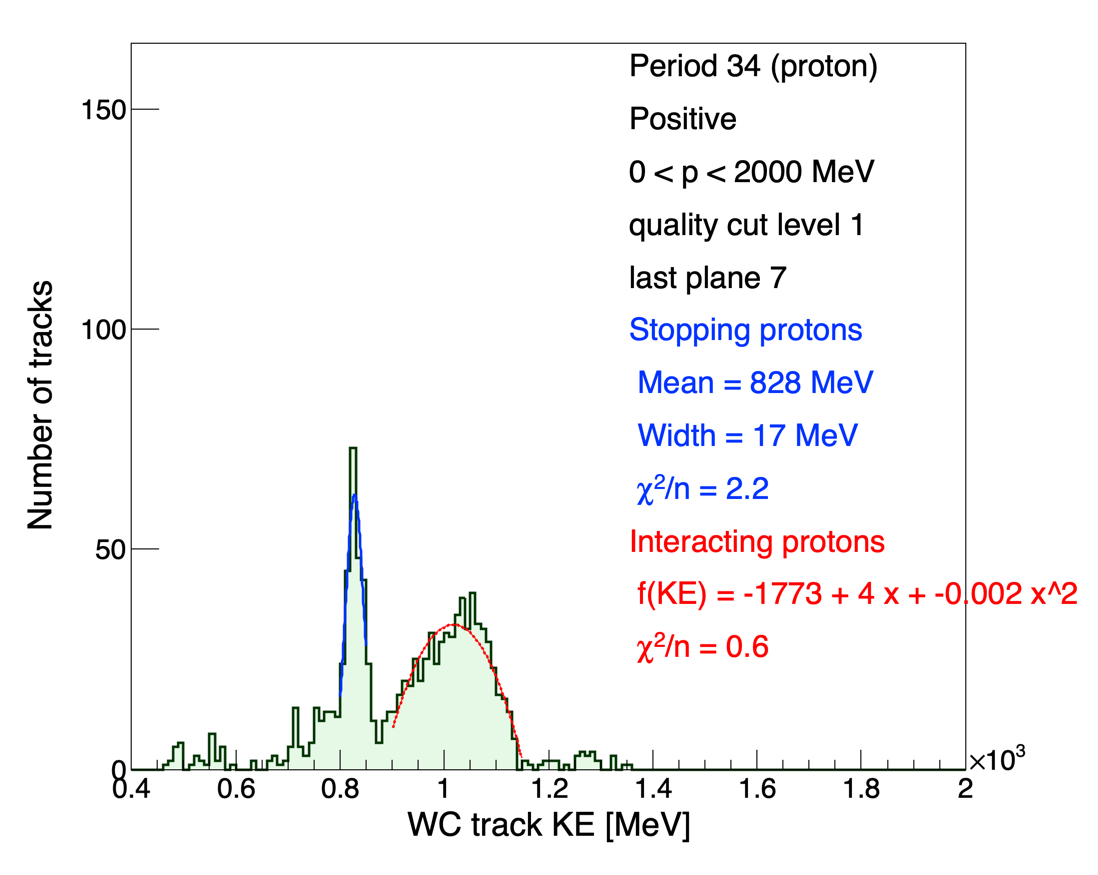 Period 34 (proton)
Positive
0 < p < 2000 MeV
quality cut level 1
last plane 7
Stopping protons
Mean = 828 MeV
Width = 17 MeV
χ²/n = 2.2
Interacting protons
f(KE) = -1773 + 4 x + -0.002 x^2
χ²/n = 0.6
150
100
50
0
Number of tracks
0.4 0.6 0.8 1 1.2 1.4 1.6 1.8 2
×10³
WC track KE [MeV]